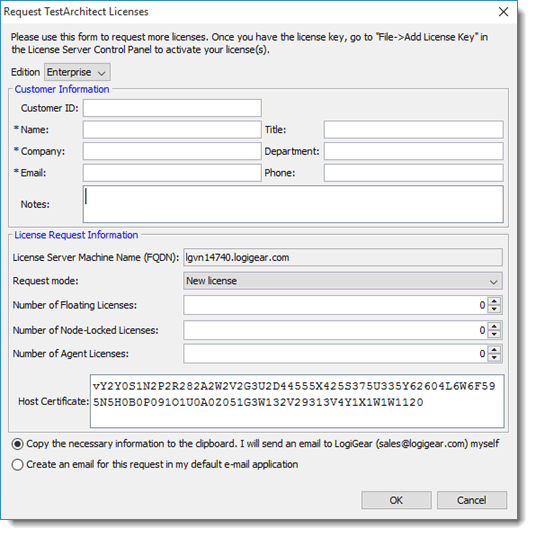 Request TestArchitect Licenses
Please use this form to request more licenses. Once you have the license key, go to "File->Add License Key" in
the License Server Control Panel to activate your license(s).
Edition Enterprise
Customer Information
Customer ID:
* Name: Title:
* Company: Department:
* Email: Phone:
Notes:
License Request Information
License Server Machine Name (FQDN): lgvn14740.logigear.com
Request mode: New license
Number of Floating Licenses: 0
Number of Node-Locked Licenses: 0
Number of Agent Licenses: 0
Host Certificate: vY2Y0S1N2P2R282A2W2V2G3U2D44555X425S375U335Y62604L6W6F59
5N5H0B0P091O1U0A0Z051G3W132V29313V4Y1X1W1W1120
Copy the necessary information to the clipboard. I will send an email to LogiGear (sales@logigear.com) myself
Create an email for this request in my default e-mail application
OK Cancel